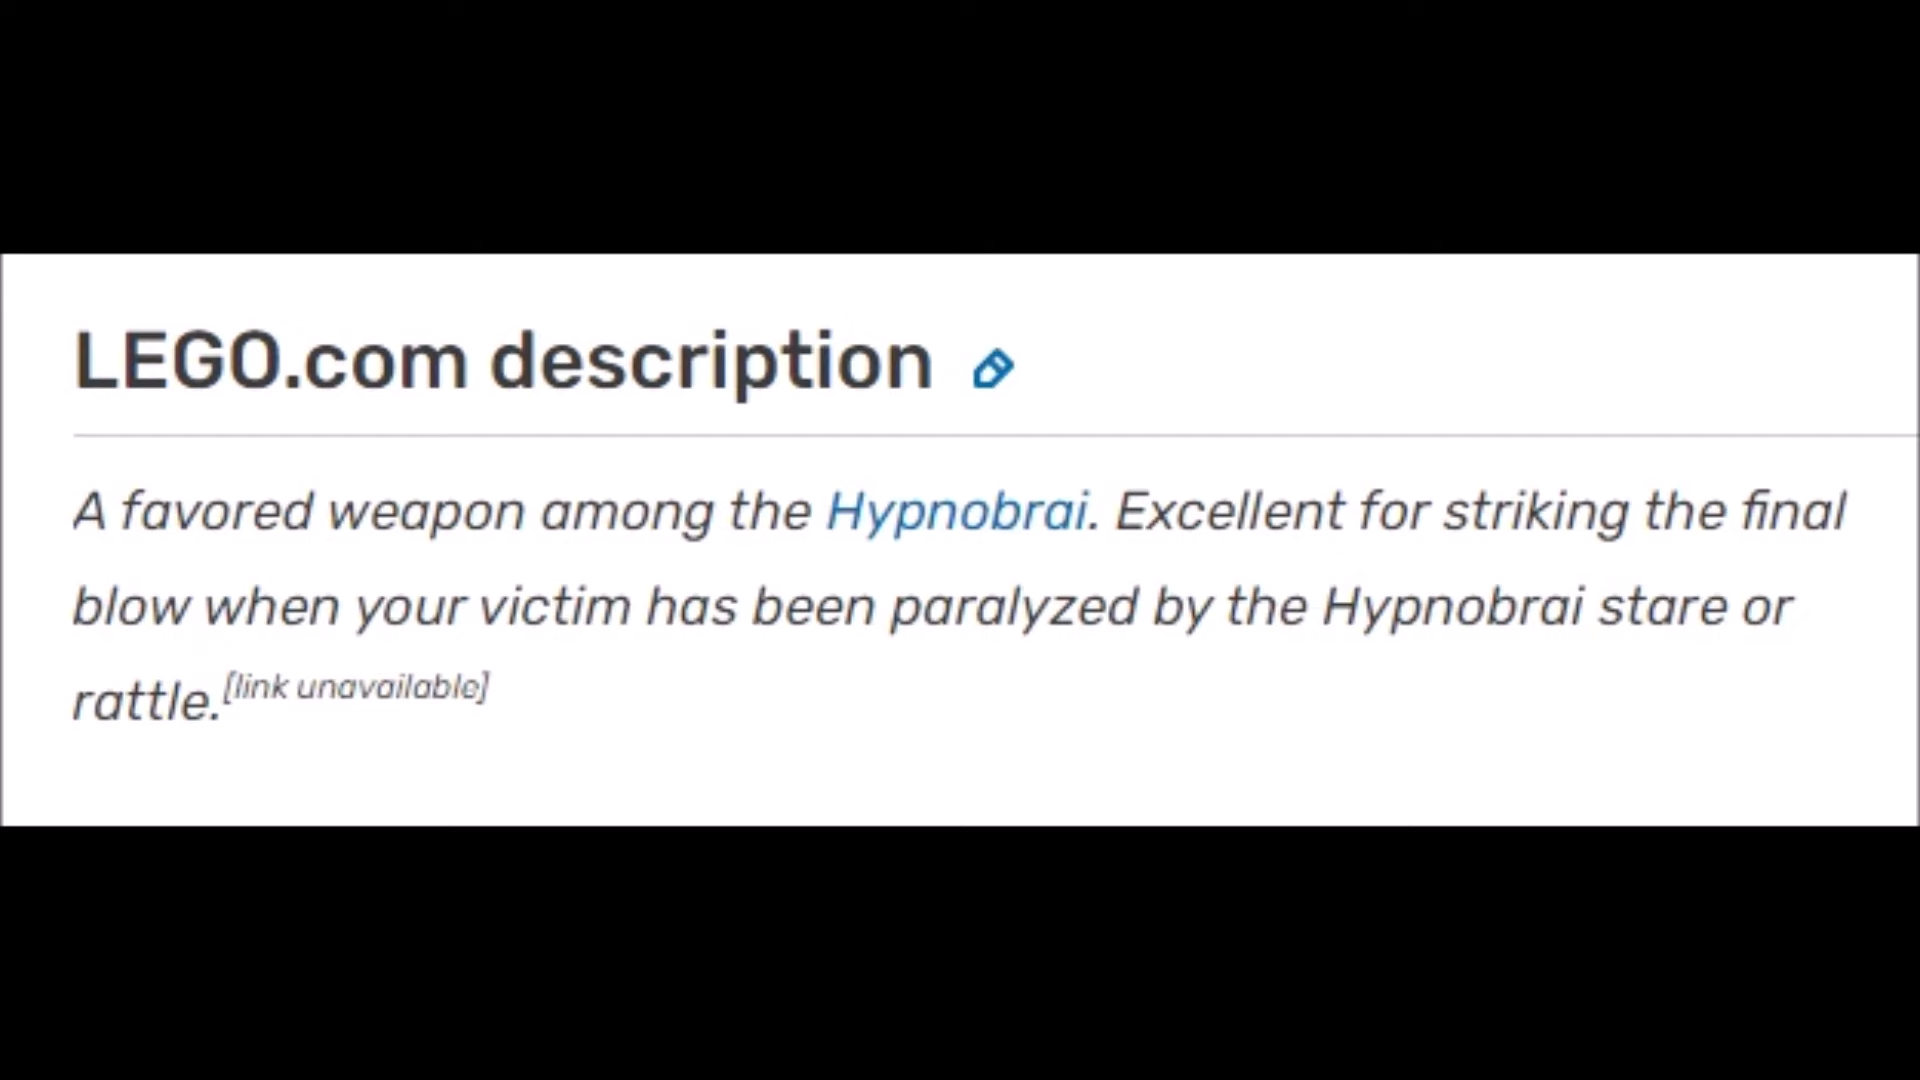 LEGO.com description
A favored weapon among the Hypnobrai. Excellent for striking the final
blow when your victim has been paralyzed by the Hypnobrai stare or
rattle.[link unavailable]